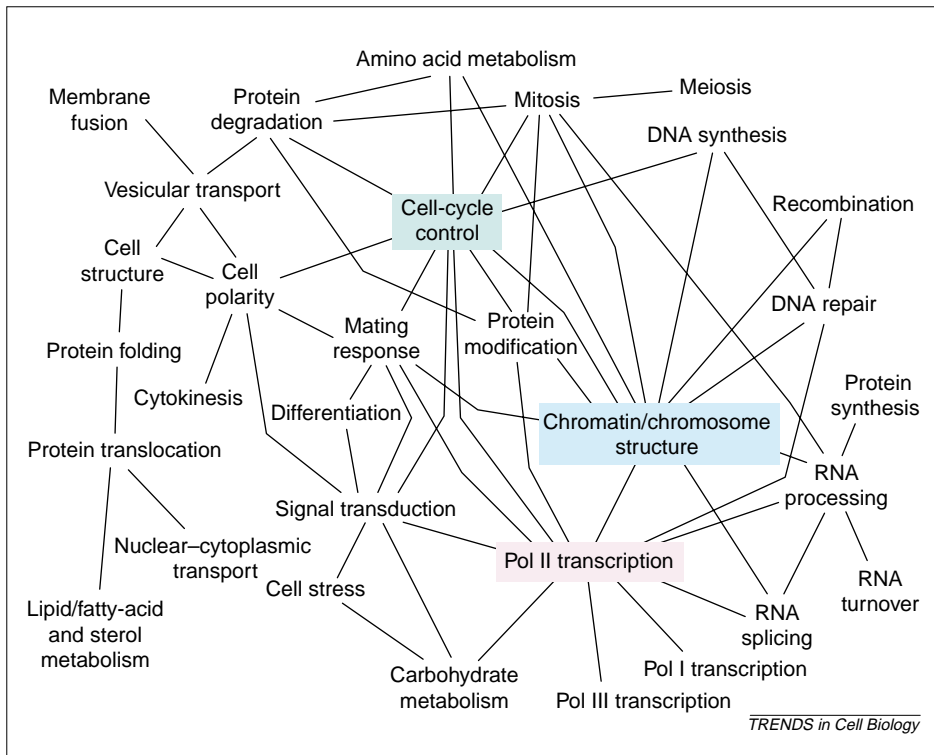 Amino acid metabolism
Membrane
fusion
Protein
degradation
Mitosis
Meiosis
DNA synthesis
Vesicular transport
Cell-cycle
control
Recombination
Cell
structure
Cell
polarity
DNA repair
Mating
response
Protein
modification
Protein folding
Cytokinesis
Differentiation
Protein
synthesis
Chromatin/chromosome
structure
Protein translocation
RNA
processing
Signal transduction
Nuclear–cytoplasmic
transport
Pol II transcription
Cell stress
RNA
turnover
Lipid/fatty-acid
and sterol
metabolism
RNA
splicing
Carbohydrate
metabolism
Pol I transcription
Pol III transcription
TRENDS in Cell Biology